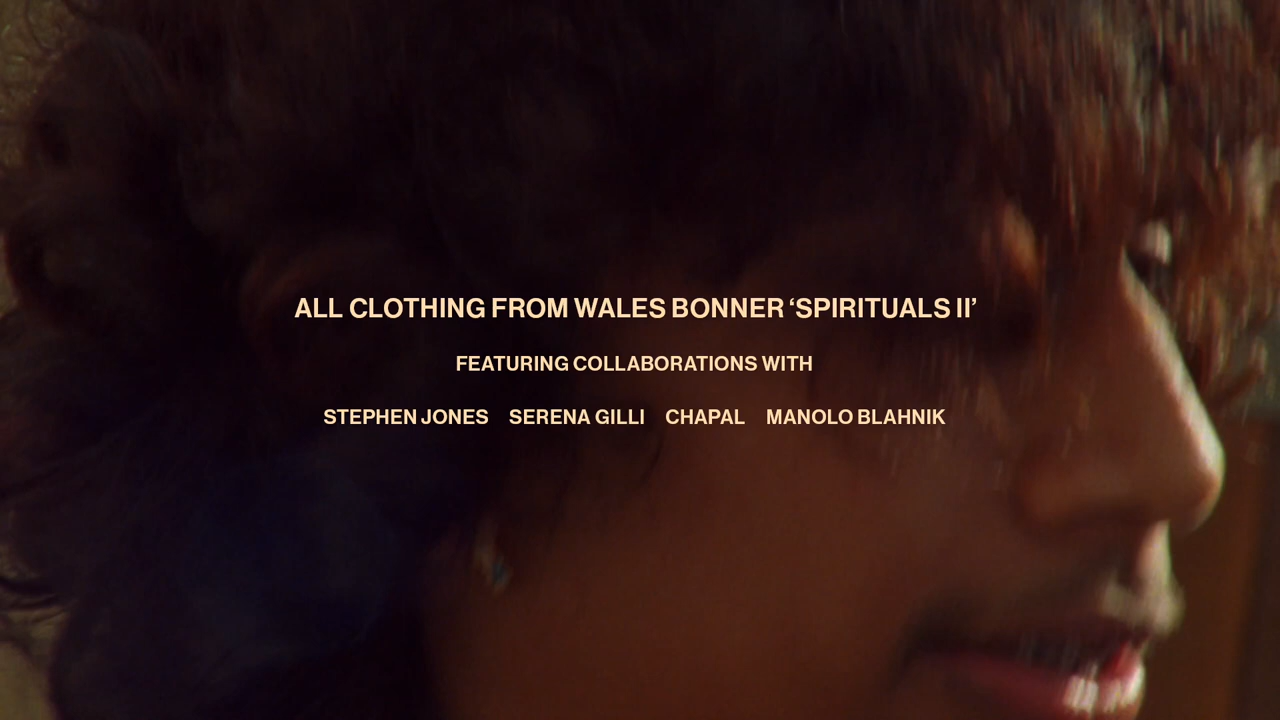 ALL CLOTHING FROM WALES BONNER ‘SPIRITUALS II’
FEATURING COLLABORATIONS WITH
STEPHEN JONES SERENA GILLI CHAPAL MANOLO BLAHNIK